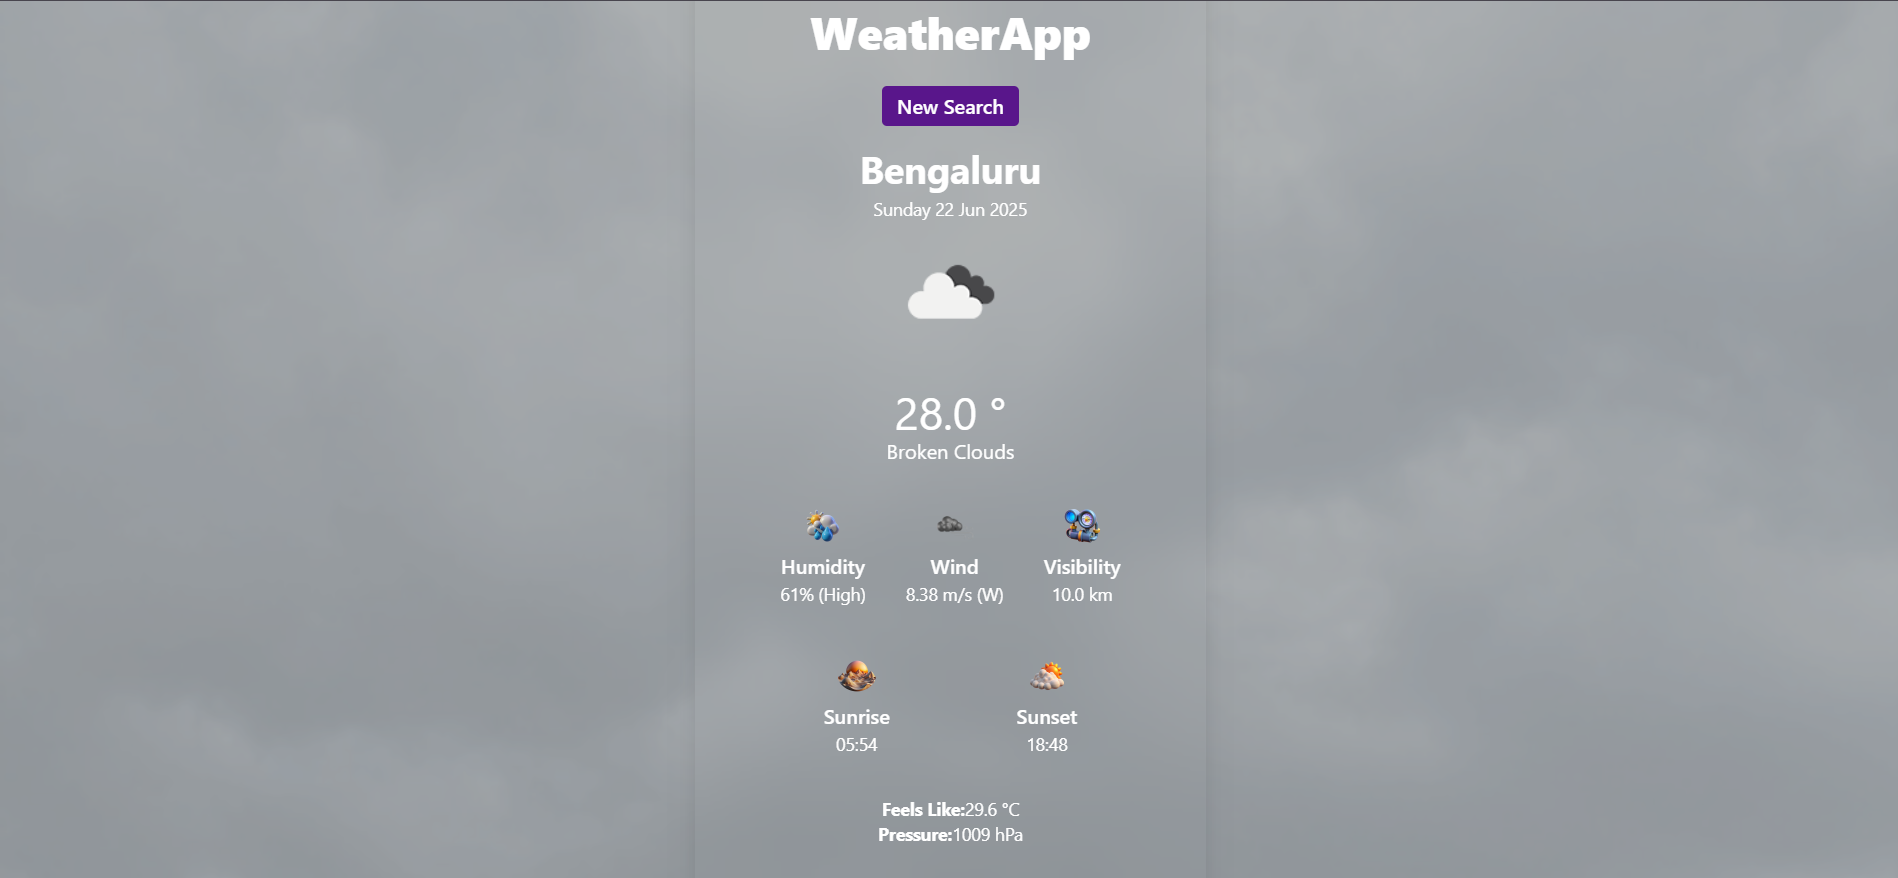 WeatherApp
New Search
Bengaluru
Sunday 22 Jun 2025
28.0 °
Broken Clouds
Humidity
61% (High)
Wind
8.38 m/s (W)
Visibility
10.0 km
Sunrise
05:54
Sunset
18:48
Feels Like:29.6 °C
Pressure:1009 hPa